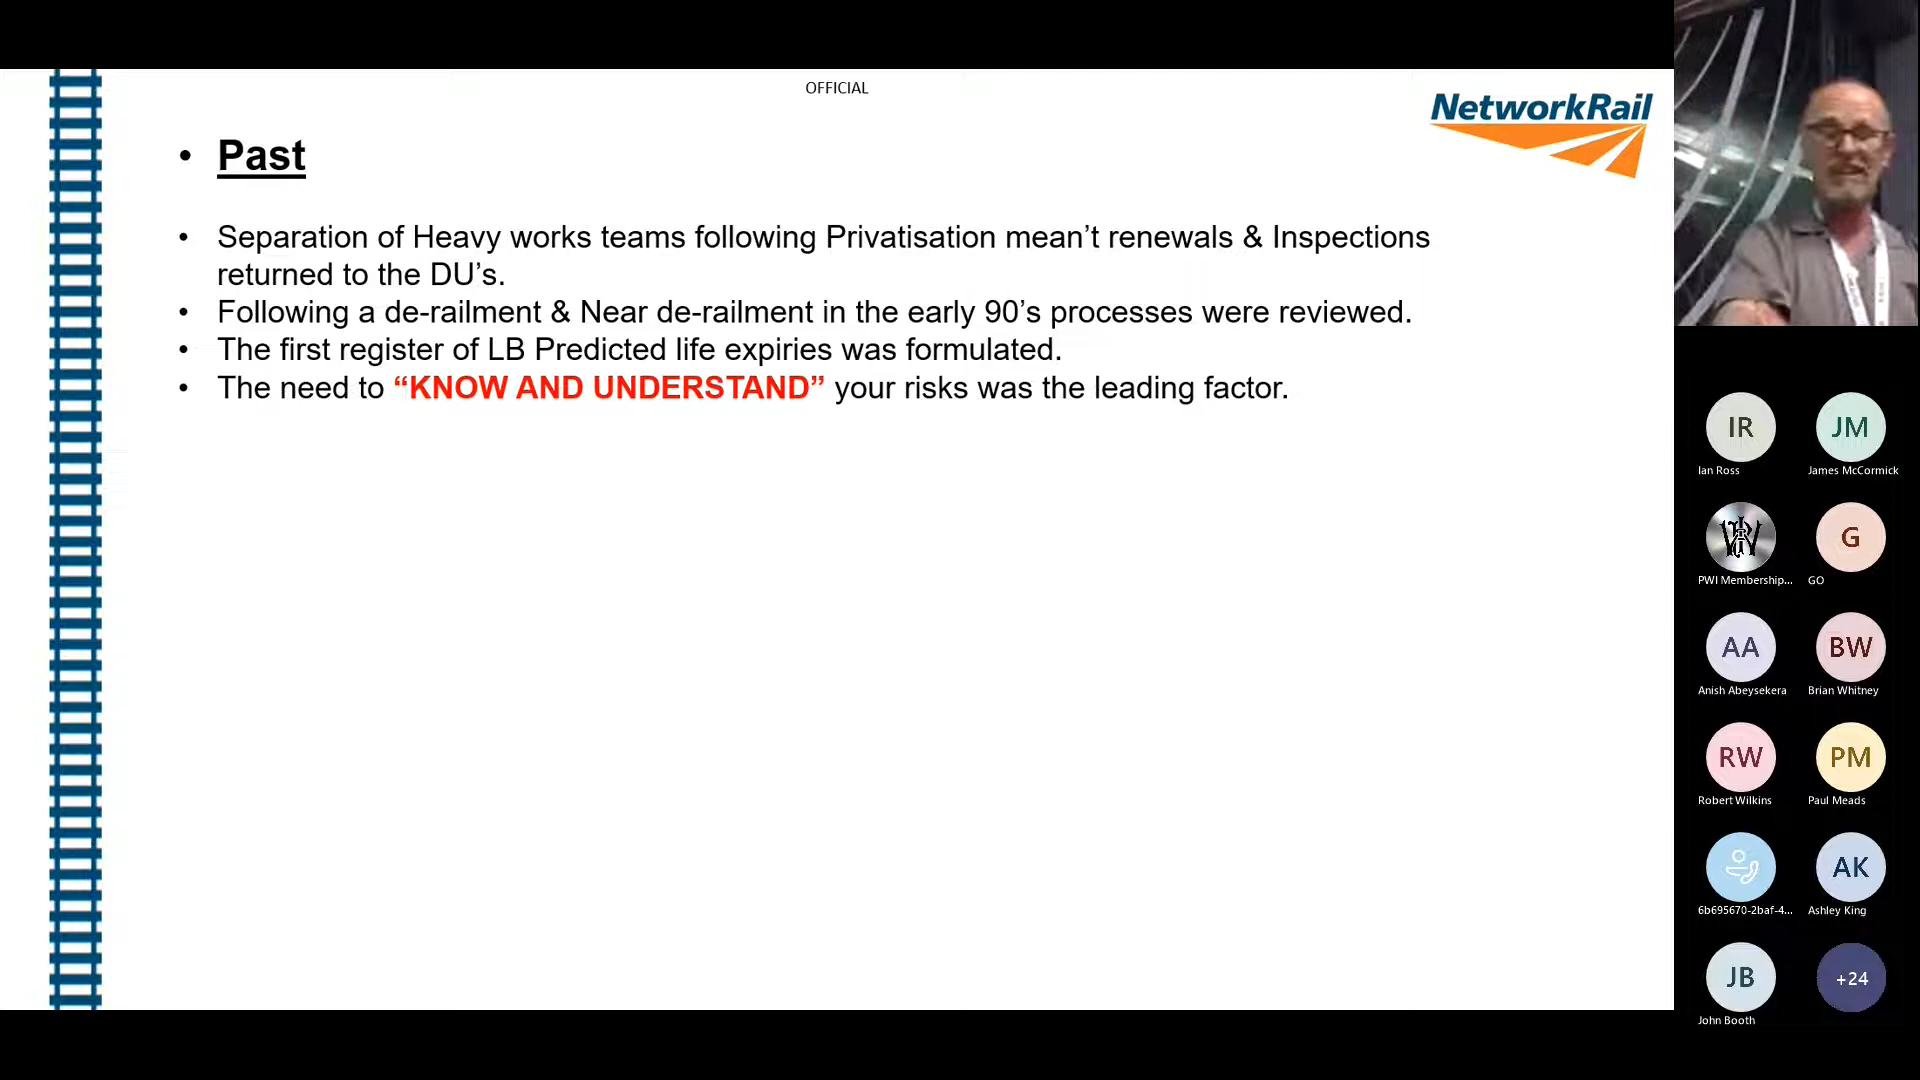 OFFICIAL
NetworkRail
• Past
• Separation of Heavy works teams following Privatisation mean’t renewals & Inspections
returned to the DU’s.
• Following a de-railment & Near de-railment in the early 90’s processes were reviewed.
• The first register of LB Predicted life expiries was formulated.
• The need to “KNOW AND UNDERSTAND” your risks was the leading factor.
IR
Ian Ross
JM
James McCormick
PWI Membership...
G
GO
AA
Anish Abeysekera
BW
Brian Whitney
RW
Robert Wilkins
PM
Paul Meads
6b695670-2baf-4...
AK
Ashley King
JB
John Booth
+24